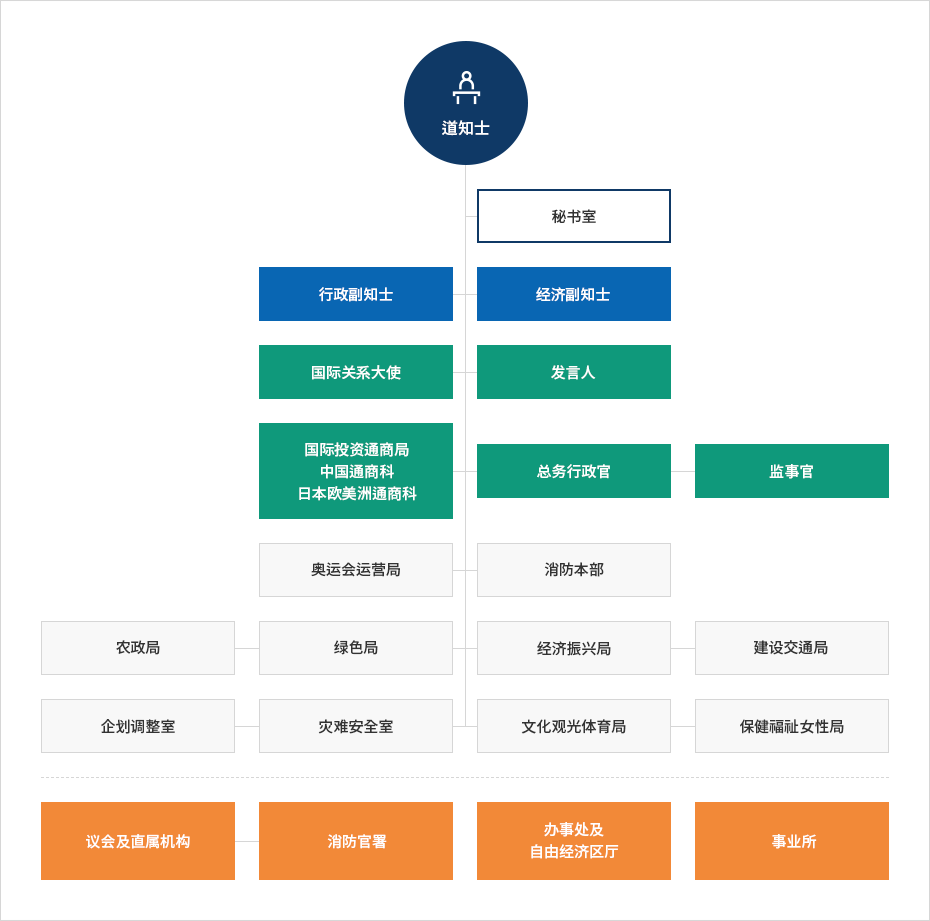 道知士
秘书室
行政副知士
经济副知士
国际关系大使
发言人
国际投资通商局
中国通商科
日本欧美洲通商科
总务行政官
监事官
奥运会运营局
消防本部
农政局
绿色局
经济振兴局
建设交通局
企划调整室
灾难安全室
文化观光体育局
保健福祉女性局
议会及直属机构
消防官署
办事处及
自由经济区厅
事业所